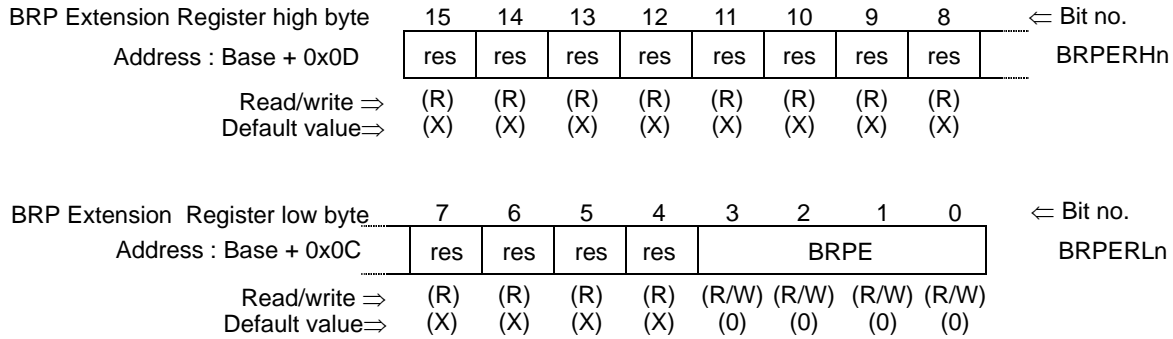 BRP Extension Register high byte 15 14 13 12 11 10 9 8 ⇐ Bit no.
Address : Base + 0x0D res res res res res res res res BRPERHn
Read/write ⇒ (R) (R) (R) (R) (R) (R) (R) (R)
Default value⇒ (X) (X) (X) (X) (X) (X) (X) (X)
BRP Extension Register low byte 7 6 5 4 3 2 1 0 ⇐ Bit no.
Address : Base + 0x0C res res res res BRPE BRPERLn
Read/write ⇒ (R) (R) (R) (R) (R/W) (R/W) (R/W) (R/W)
Default value⇒ (X) (X) (X) (X) (0) (0) (0) (0)